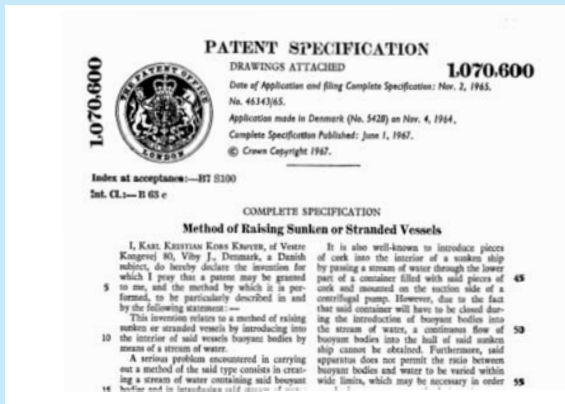 PATENT SPECIFICATION
DRAWINGS ATTACHED
1,070,600
1,070,600
THE PATENT OFFICE
LONDON
Date of Application and filing Complete Specification: Nov. 2, 1965.
No. 46343/65.
Application made in Denmark (No. 5428) on Nov. 4, 1964.
Complete Specification Published: June 1, 1967.
© Crown Copyright 1967.
Index at acceptance:—B7 S100
Int. Cl.:—B 63 c
COMPLETE SPECIFICATION
Method of Raising Sunken or Stranded Vessels
I, KARL KRISTIAN KOBS KRØYER, of Vestre
Kongevej 80, Viby J., Denmark, a Danish
subject, do hereby declare the invention for
which I pray that a patent may be granted
5 to me, and the method by which it is per-
formed, to be particularly described in and
by the following statement: —
This invention relates to a method of raising
sunken or stranded vessels by introducing into
10 the interior of said vessels buoyant bodies by
means of a stream of water.
A serious problem encountered in carrying
out a method of the said type consists in creat-
ing a stream of water containing said buoyant
15 bodies and in introducing said stream of
It is also well-known to introduce pieces
of cork into the interior of a sunken ship
by passing a stream of water through the lower
part of a container filled with said pieces of
cork and mounted on the suction side of a 45
centrifugal pump. However, due to the fact
that said container will have to be closed dur-
ing the introduction of buoyant bodies into
the stream of water, a continuous flow of 50
buoyant bodies into the hull of said sunken
ship cannot be obtained. Furthermore, said
apparatus does not permit the ratio between
buoyant bodies and water to be varied within
wide limits, which may be necessary in order 55